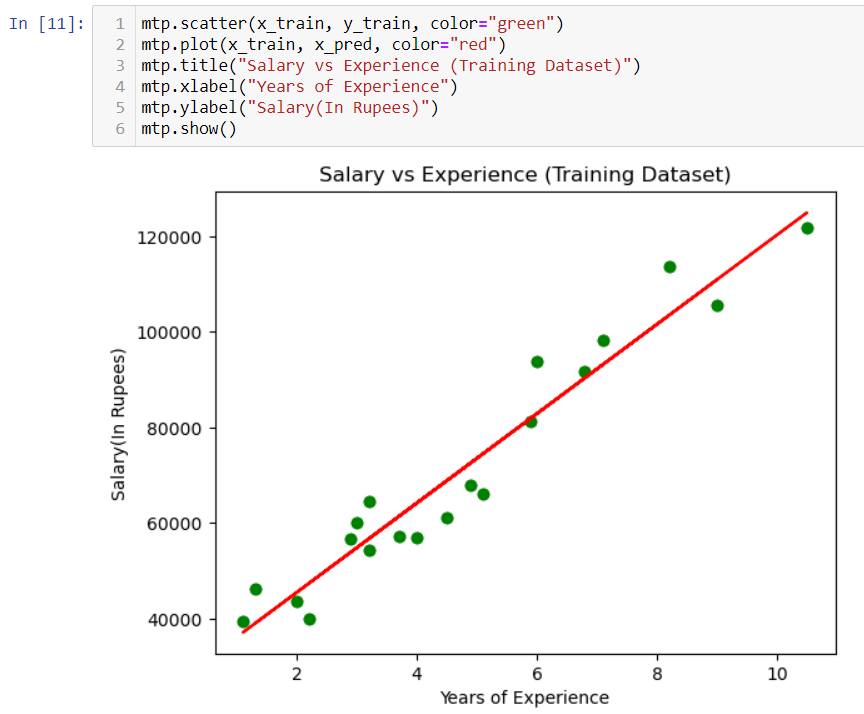 In [11]:
1 mtp.scatter(x_train, y_train, color="green")
2 mtp.plot(x_train, x_pred, color="red")
3 mtp.title("Salary vs Experience (Training Dataset)")
4 mtp.xlabel("Years of Experience")
5 mtp.ylabel("Salary(In Rupees)")
6 mtp.show()
Salary vs Experience (Training Dataset)
Salary(In Rupees)
120000
100000
80000
60000
40000
2 4 6 8 10
Years of Experience